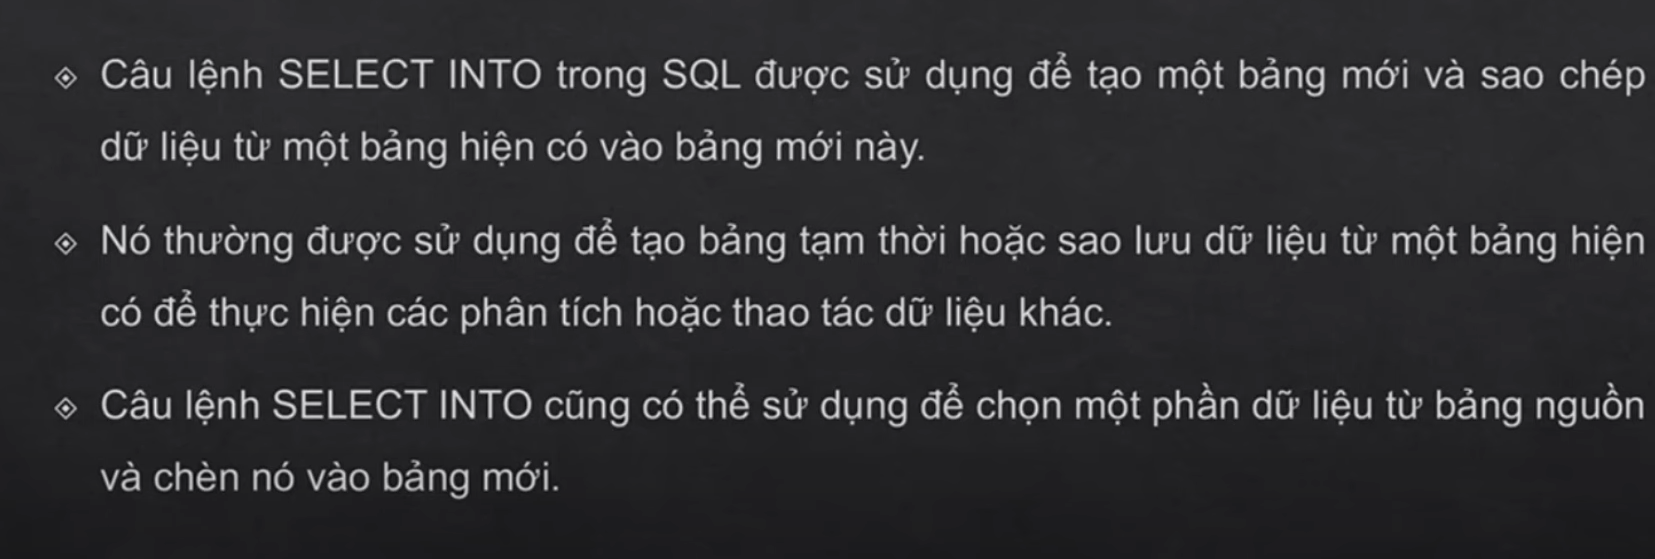 Câu lệnh SELECT INTO trong SQL được sử dụng để tạo một bảng mới và sao chép
dữ liệu từ một bảng hiện có vào bảng mới này.
Nó thường được sử dụng để tạo bảng tạm thời hoặc sao lưu dữ liệu từ một bảng hiện
có để thực hiện các phân tích hoặc thao tác dữ liệu khác.
Câu lệnh SELECT INTO cũng có thể sử dụng để chọn một phần dữ liệu từ bảng nguồn
và chèn nó vào bảng mới.